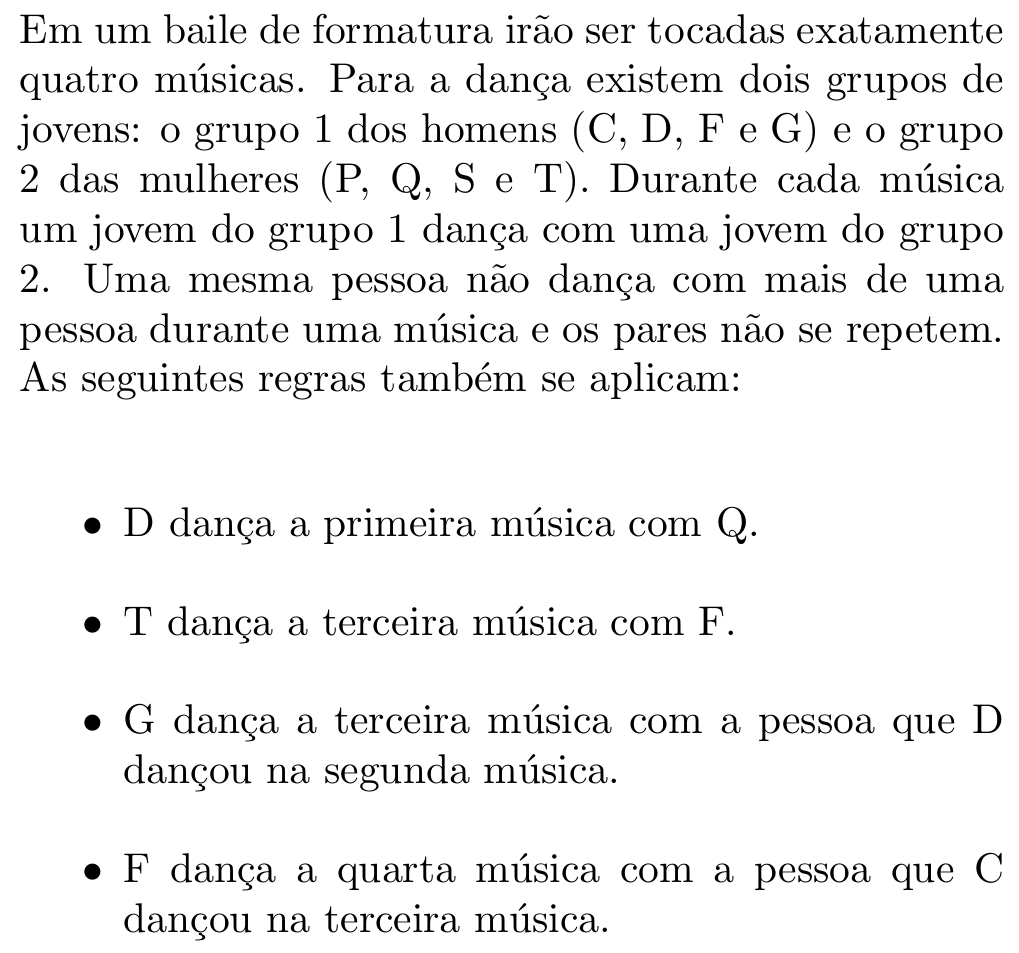 Em um baile de formatura irão ser tocadas exatamente
quatro músicas. Para a dança existem dois grupos de
jovens: o grupo 1 dos homens (C, D, F e G) e o grupo
2 das mulheres (P, Q, S e T). Durante cada música
um jovem do grupo 1 dança com uma jovem do grupo
2. Uma mesma pessoa não dança com mais de uma
pessoa durante uma música e os pares não se repetem.
As seguintes regras também se aplicam:
• D dança a primeira música com Q.
• T dança a terceira música com F.
• G dança a terceira música com a pessoa que D
dançou na segunda música.
• F dança a quarta música com a pessoa que C
dançou na terceira música.